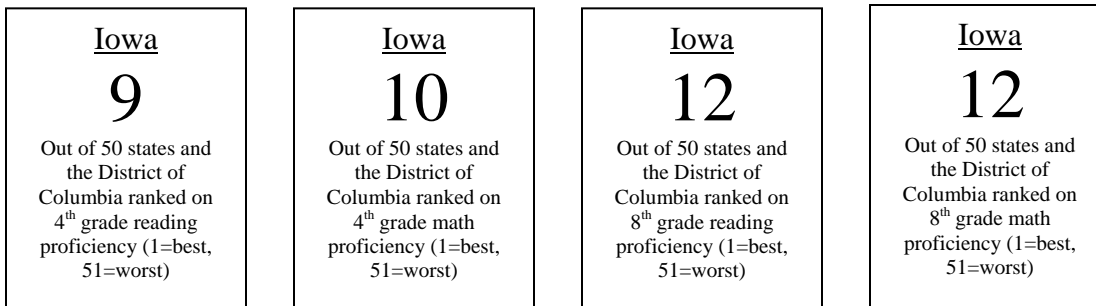 Iowa
9
Out of 50 states and
the District of
Columbia ranked on
4th grade reading
proficiency (1=best,
51=worst)
Iowa
10
Out of 50 states and
the District of
Columbia ranked on
4th grade math
proficiency (1=best,
51=worst)
Iowa
12
Out of 50 states and
the District of
Columbia ranked on
8th grade reading
proficiency (1=best,
51=worst)
Iowa
12
Out of 50 states and
the District of
Columbia ranked on
8th grade math
proficiency (1=best,
51=worst)